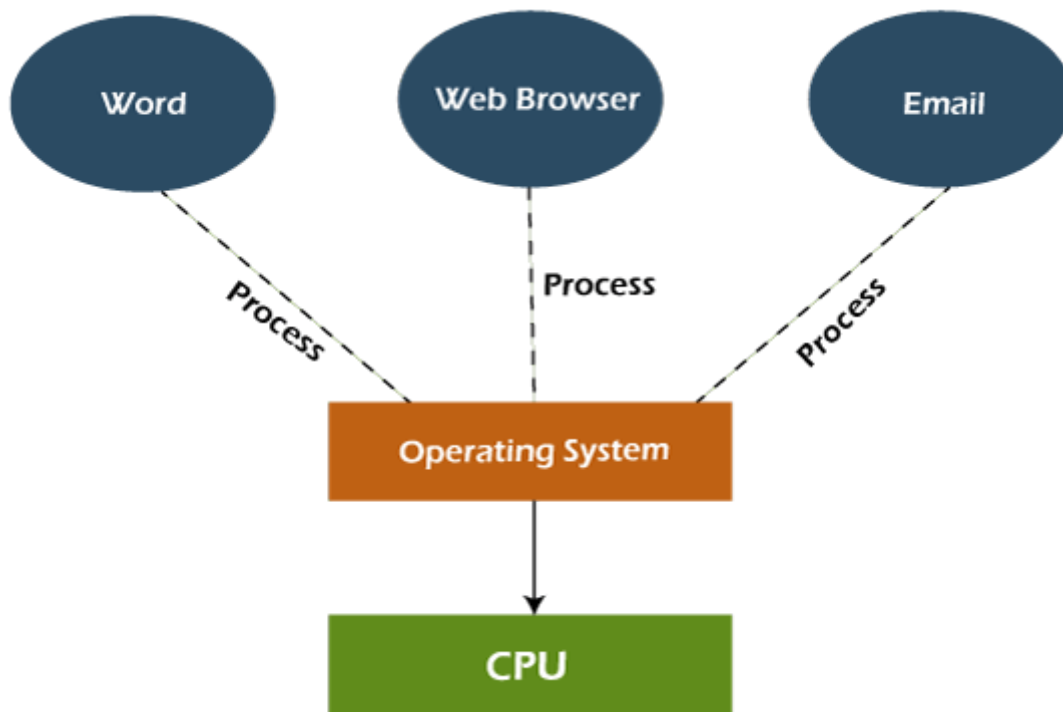 Word
Web Browser
Email
Process
Process
Process
Operating System
CPU